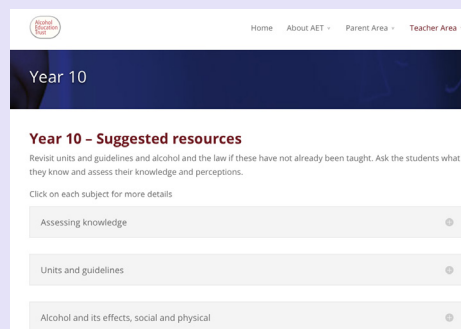 Alcohol
Education
Trust
Home About AET Parent Area Teacher Area
Year 10
Year 10 – Suggested resources
Revisit units and guidelines and alcohol and the law if these have not already been taught. Ask the students what
they know and assess their knowledge and perceptions.
Click on each subject for more details
Assessing knowledge
Units and guidelines
Alcohol and its effects, social and physical